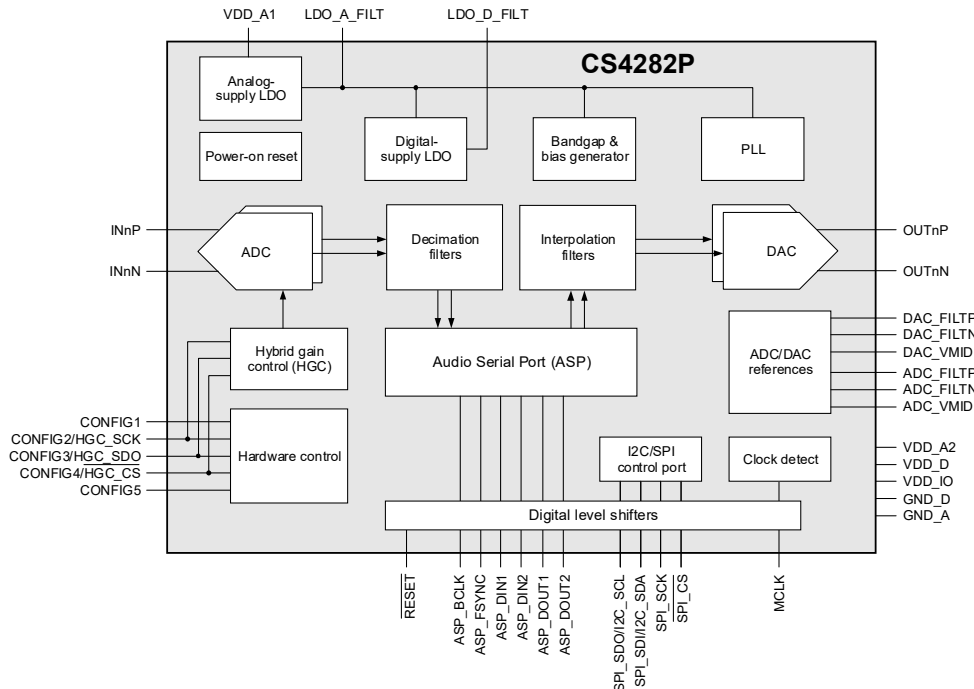 VDD_A1
LDO_A_FILT
LDO_D_FILT
CS4282P
Analog-
supply LDO
Power-on reset
Digital-
supply LDO
Bandgap &
bias generator
PLL
INnP
INnN
ADC
Decimation
filters
Interpolation
filters
DAC
OUTnP
OUTnN
Hybrid gain
control (HGC)
Audio Serial Port (ASP)
ADC/DAC
references
DAC_FILTP
DAC_FILTN
DAC_VMID
ADC_FILTP
ADC_FILTN
ADC_VMID
CONFIG1
CONFIG2/HGC_SCK
CONFIG3/HGC_SDO
CONFIG4/HGC_CS
CONFIG5
Hardware control
I2C/SPI
control port
Clock detect
VDD_A2
VDD_D
VDD_IO
GND_D
GND_A
Digital level shifters
RESET
ASP_BCLK
ASP_FSYNC
ASP_DIN1
ASP_DIN2
ASP_DOUT1
ASP_DOUT2
SPI_SDO/I2C_SCL
SPI_SDI/I2C_SDA
SPI_SCK
SPI_CS
MCLK